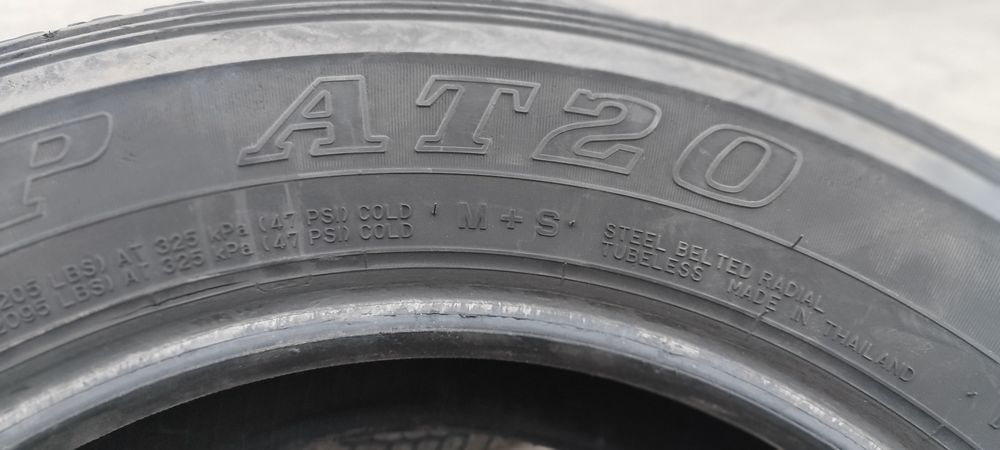 P AT20
205 LBS) AT 325 kPa (47 PSI) COLD
2095 LBS) AT 325 kPa (47 PSI) COLD
M+S
STEEL BELTED RADIAL
TUBELESS MADE IN THAILAND